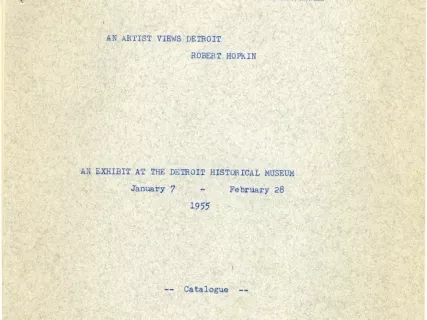 AN ARTIST VIEWS DETROIT
ROBERT HOPKIN
AN EXHIBIT AT THE DETROIT HISTORICAL MUSEUM
January 7 - February 28
1955
-- Catalogue --